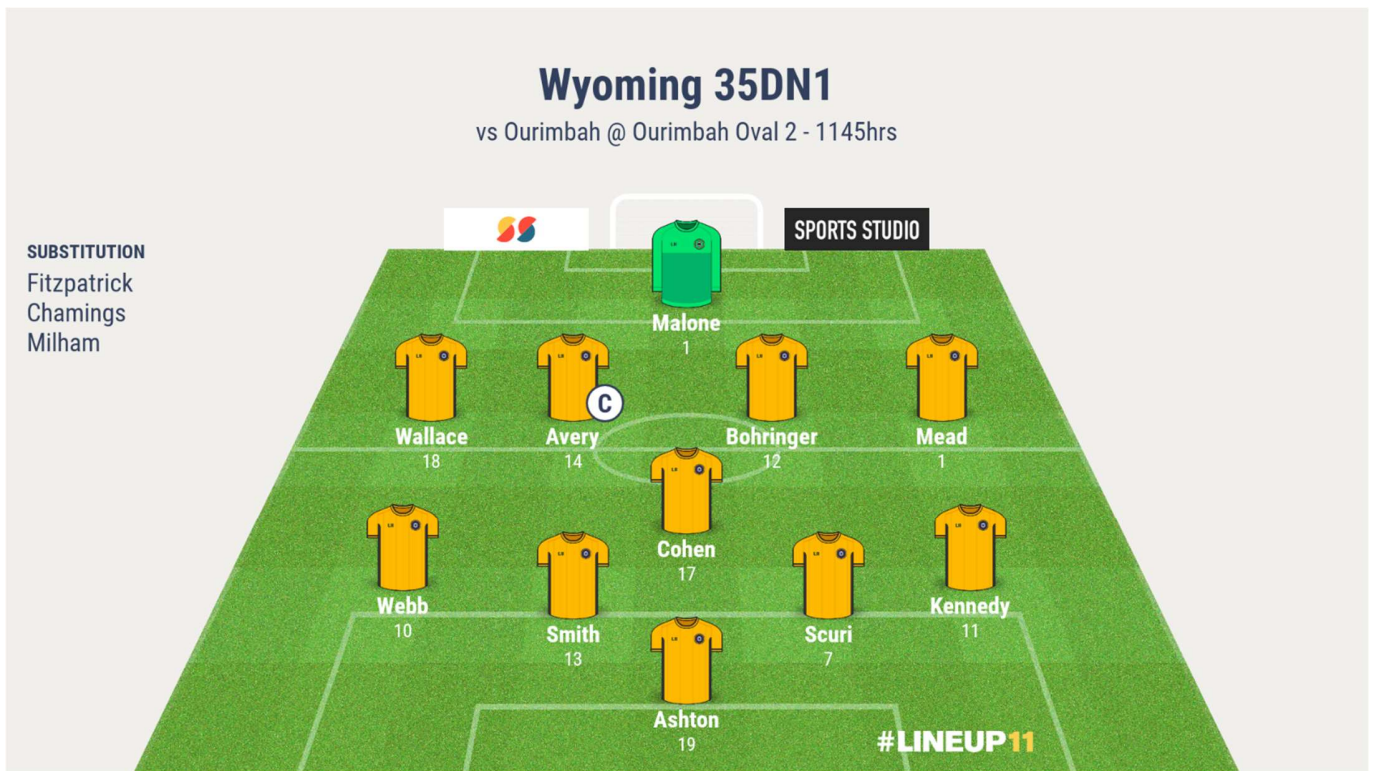 Wyoming 35DN1
vs Ourimbah @ Ourimbah Oval 2 - 1145hrs
SPORTS STUDIO
SUBSTITUTION
Fitzpatrick
Chamings
Milham
Malone
1
C
Wallace
18
Avery
14
Bohringer
12
Mead
1
Cohen
17
Webb
10
Smith
13
Scuri
7
Kennedy
11
Ashton
19
#LINEUP11